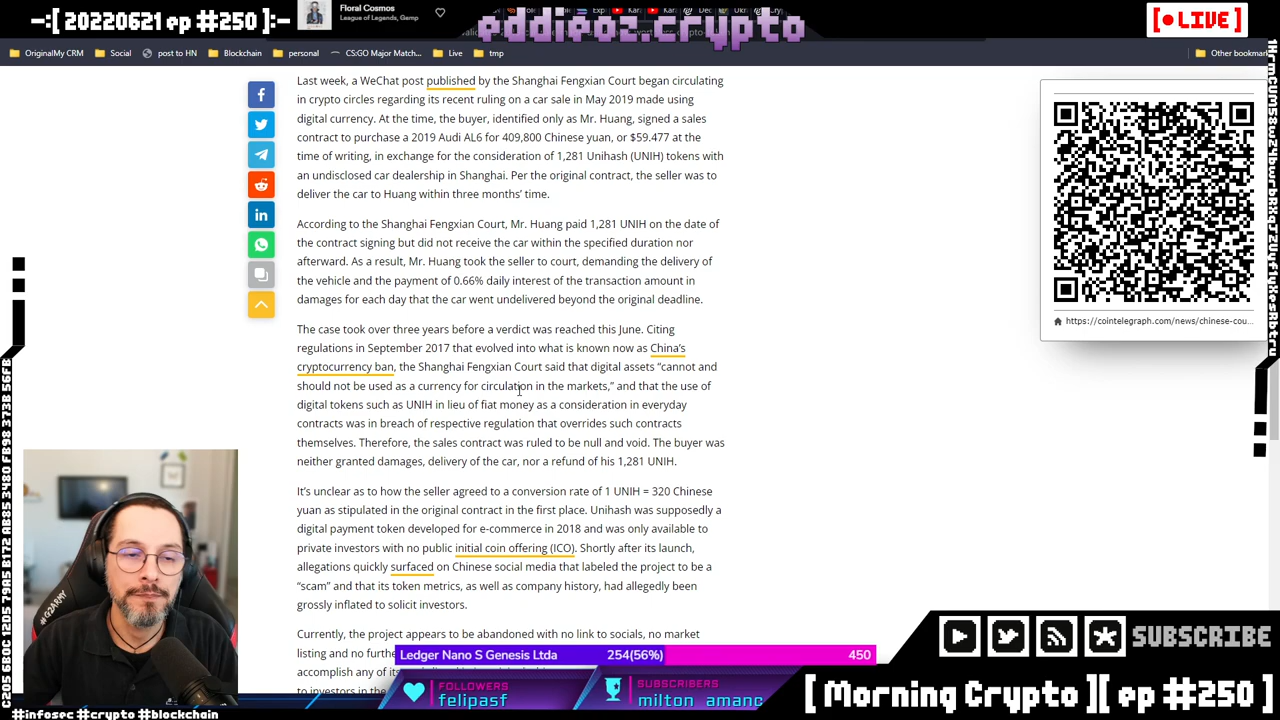 -:[ 20220621 ep #250 ]:-
Floral Cosmos
League of Legends, Gemp
eddieoz.crypto
[ LIVE ]
OriginalMy CRM
Social
post to HN
Blockchain
personal
CS:GO Major Match...
Live
tmp
Other bookmar
Last week, a WeChat post published by the Shanghai Fengxian Court began circulating
in crypto circles regarding its recent ruling on a car sale in May 2019 made using
digital currency. At the time, the buyer, identified only as Mr. Huang, signed a sales
contract to purchase a 2019 Audi AL6 for 409,800 Chinese yuan, or $59.477 at the
time of writing, in exchange for the consideration of 1,281 Unihash (UNIH) tokens with
an undisclosed car dealership in Shanghai. Per the original contract, the seller was to
deliver the car to Huang within three months' time.
According to the Shanghai Fengxian Court, Mr. Huang paid 1,281 UNIH on the date of
the contract signing but did not receive the car within the specified duration nor
afterward. As a result, Mr. Huang took the seller to court, demanding the delivery of
the vehicle and the payment of 0.66% daily interest of the transaction amount in
damages for each day that the car went undelivered beyond the original deadline.
The case took over three years before a verdict was reached this June. Citing
regulations in September 2017 that evolved into what is known now as China's
cryptocurrency ban, the Shanghai Fengxian Court said that digital assets "cannot and
should not be used as a currency for circulation in the markets," and that the use of
digital tokens such as UNIH in lieu of fiat money as a consideration in everyday
contracts was in breach of respective regulation that overrides such contracts
themselves. Therefore, the sales contract was ruled to be null and void. The buyer was
neither granted damages, delivery of the car, nor a refund of his 1,281 UNIH.
It's unclear as to how the seller agreed to a conversion rate of 1 UNIH = 320 Chinese
yuan as stipulated in the original contract in the first place. Unihash was supposedly a
digital payment token developed for e-commerce in 2018 and was only available to
private investors with no public initial coin offering (ICO). Shortly after its launch,
allegations quickly surfaced on Chinese social media that labeled the project to be a
"scam" and that its token metrics, as well as company history, had allegedly been
grossly inflated to solicit investors.
Currently, the project appears to be abandoned with no link to socials, no market
listing and no furthe
accomplish any of its
to investors in the
https://cointelegraph.com/news/chinese-cou...
#G2ARMY
Ledger Nano S Genesis Ltda 254(56%) 450
FOLLOWERS
felipasf
SUBSCRIBERS
milton_amanc
SUBSCRIBE
[ Morning Crypto ][ ep #250 ]
#infosec #crypto #blockchain